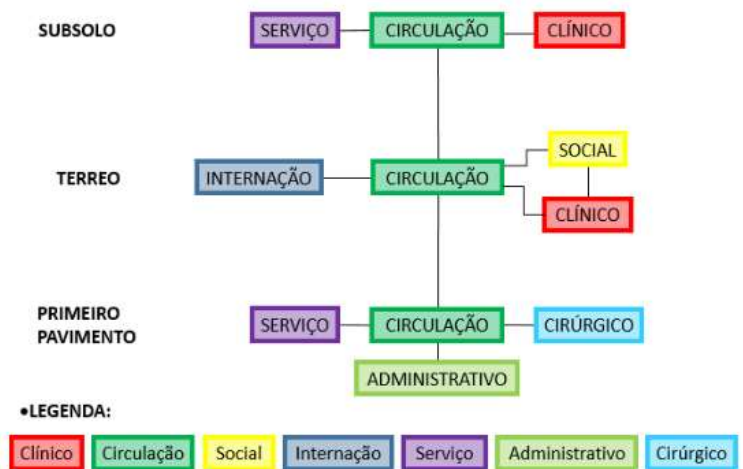 SUBSOLO
SERVIÇO
CIRCULAÇÃO
CLÍNICO
TERREO
INTERNAÇÃO
CIRCULAÇÃO
SOCIAL
CLÍNICO
PRIMEIRO
PAVIMENTO
SERVIÇO
CIRCULAÇÃO
CIRÚRGICO
ADMINISTRATIVO
•LEGENDA:
Clínico
Circulação
Social
Internação
Serviço
Administrativo
Cirúrgico